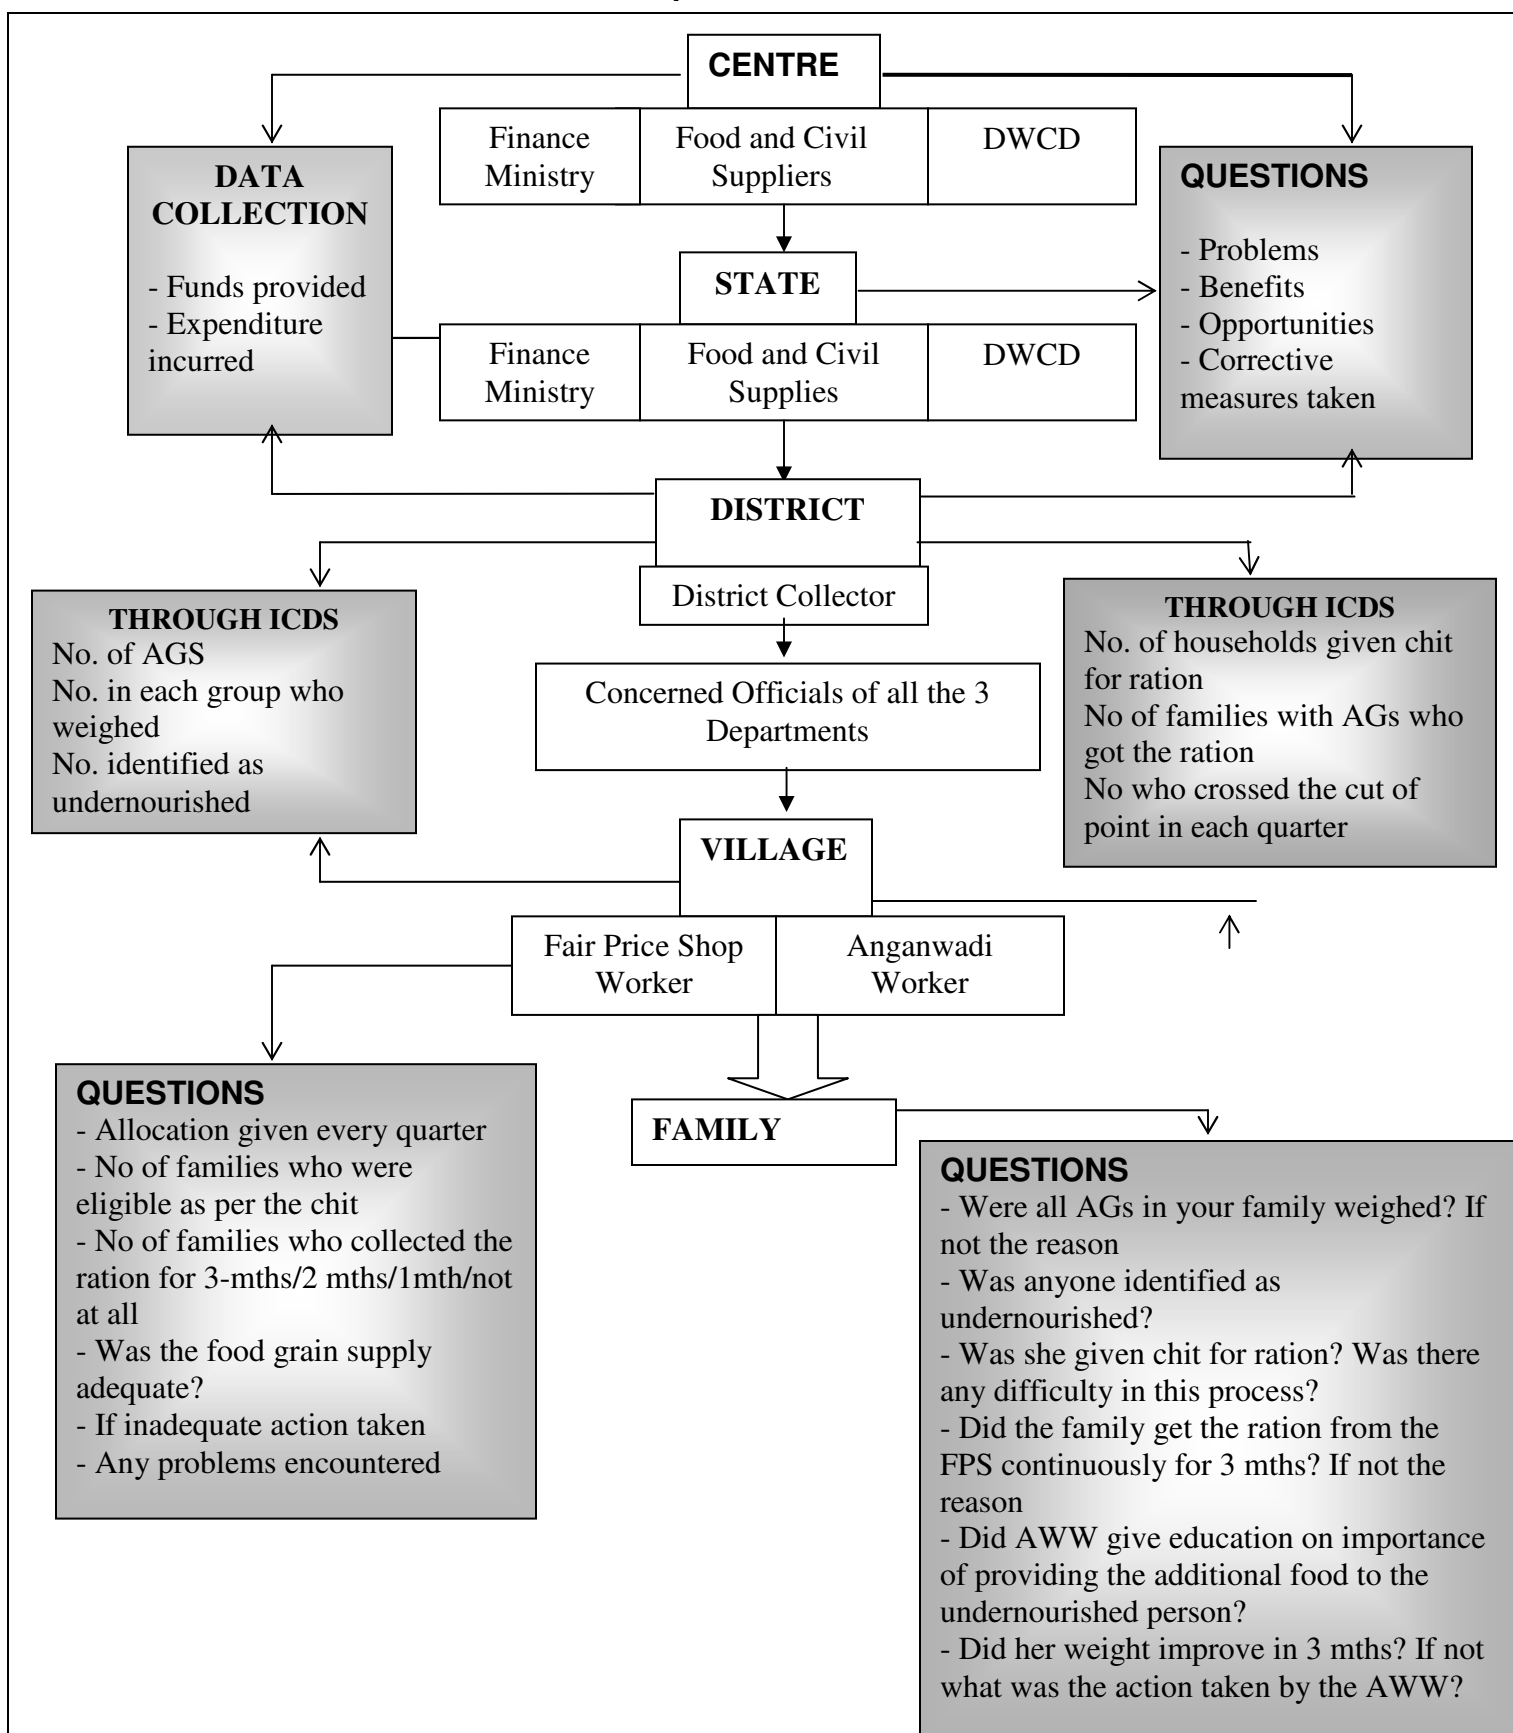 CENTRE
Finance
Ministry
Food and Civil
Suppliers
DWCD
DATA
COLLECTION
- Funds provided
- Expenditure
incurred
QUESTIONS
- Problems
- Benefits
- Opportunities
- Corrective
measures taken
STATE
Finance
Ministry
Food and Civil
Supplies
DWCD
DISTRICT
District Collector
THROUGH ICDS
No. of AGS
No. in each group who
weighed
No. identified as
undernourished
THROUGH ICDS
No. of households given chit
for ration
No of families with AGs who
got the ration
No who crossed the cut of
point in each quarter
Concerned Officials of all the 3
Departments
VILLAGE
Fair Price Shop
Worker
Anganwadi
Worker
QUESTIONS
- Allocation given every quarter
- No of families who were
eligible as per the chit
- No of families who collected the
ration for 3-mths/2 mths/1mth/not
at all
- Was the food grain supply
adequate?
- If inadequate action taken
- Any problems encountered
FAMILY
QUESTIONS
- Were all AGs in your family weighed? If
not the reason
- Was anyone identified as
undernourished?
- Was she given chit for ration? Was there
any difficulty in this process?
- Did the family get the ration from the
FPS continuously for 3 mths? If not the
reason
- Did AWW give education on importance
of providing the additional food to the
undernourished person?
- Did her weight improve in 3 mths? If not
what was the action taken by the AWW?